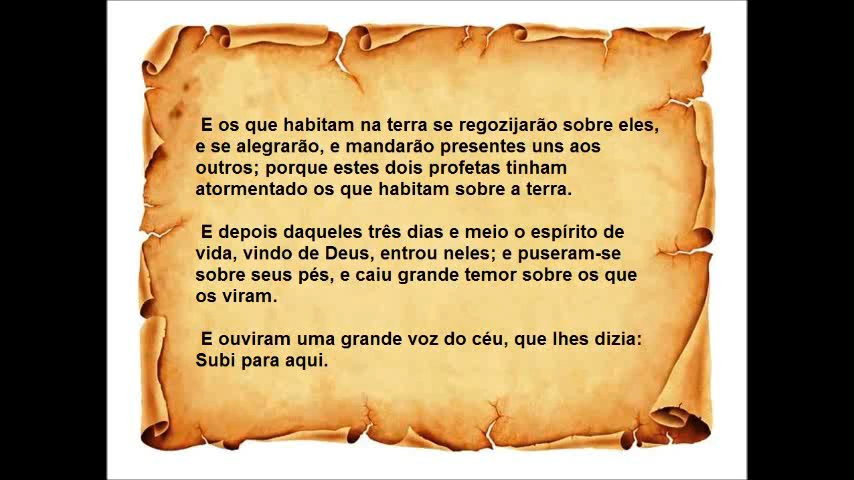 E os que habitam na terra se regozijarão sobre eles,
e se alegrarão, e mandarão presentes uns aos
outros; porque estes dois profetas tinham
atormentado os que habitam sobre a terra.
E depois daqueles três dias e meio o espírito de
vida, vindo de Deus, entrou neles; e puseram-se
sobre seus pés, e caiu grande temor sobre os que
os viram.
E ouviram uma grande voz do céu, que lhes dizia:
Subi para aqui.